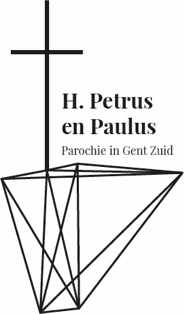 H. Petrus
en Paulus
Parochie in Gent Zuid